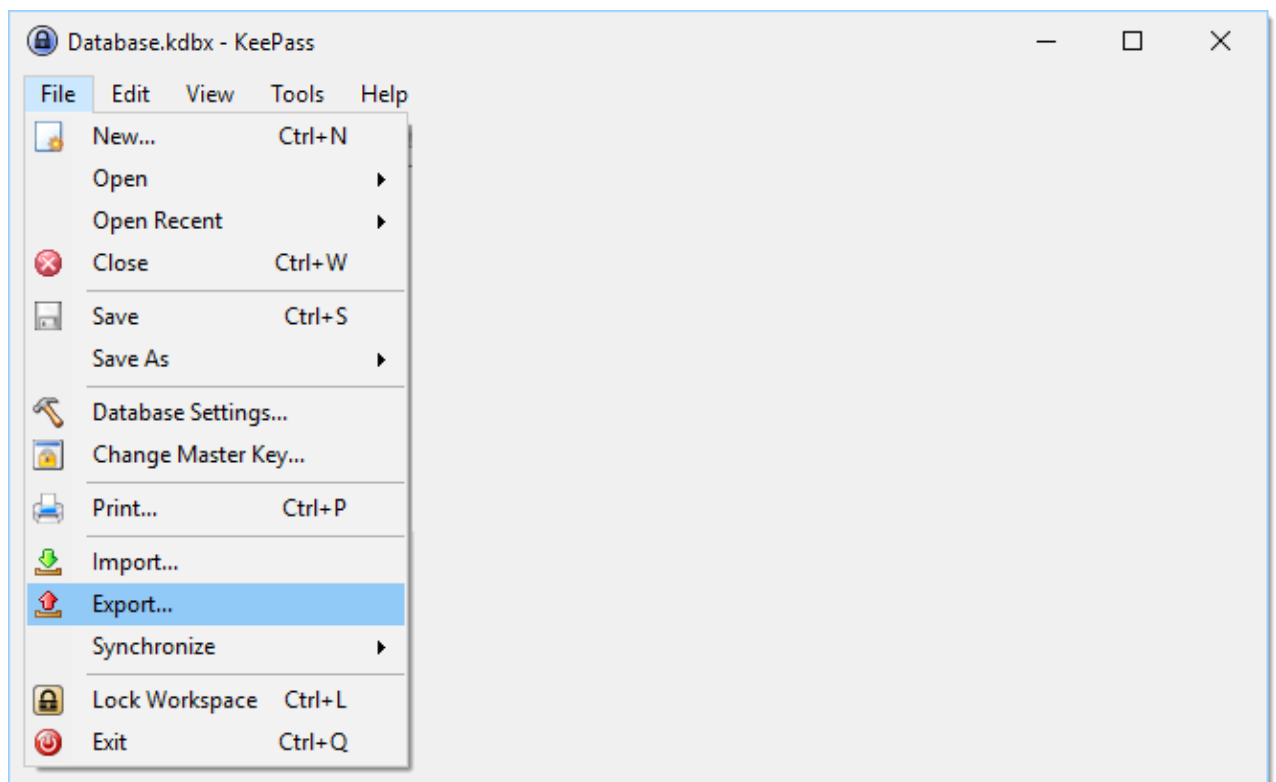 Database.kdbx - KeePass
File Edit View Tools Help
New... Ctrl+N
Open
Open Recent
Close Ctrl+W
Save Ctrl+S
Save As
Database Settings...
Change Master Key...
Print... Ctrl+P
Import...
Export...
Synchronize
Lock Workspace Ctrl+L
Exit Ctrl+Q